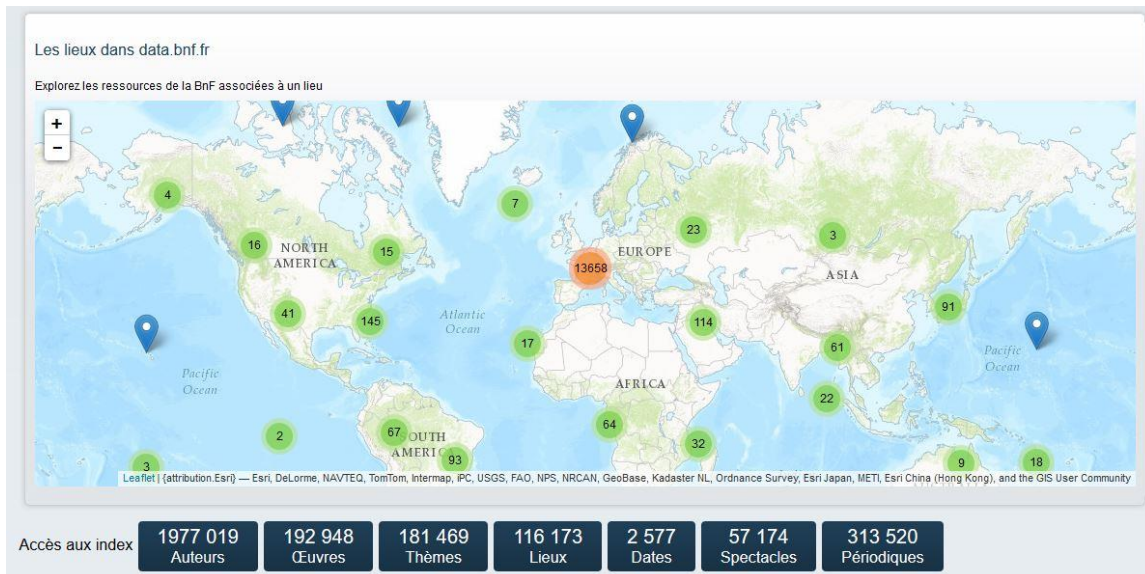 Les lieux dans data.bnf.fr
Explorez les ressources de la BnF associées à un lieu
+
−
4
7
16
NORTH
AMERICA
15
23
3
EUROPE
13658
ASIA
41
145
Atlantic
Ocean
114
91
17
61
Pacific
Ocean
Pacific
Ocean
AFRICA
22
2
67
SOUTH
AMERICA
64
93
32
3
9
18
Leaflet | {attribution.Esri} — Esri, DeLorme, NAVTEQ, TomTom, Intermap, iPC, USGS, FAO, NPS, NRCAN, GeoBase, Kadaster NL, Ordnance Survey, Esri Japan, METI, Esri China (Hong Kong), and the GIS User Community
Accès aux index
1977 019
Auteurs
192 948
Œuvres
181 469
Thèmes
116 173
Lieux
2 577
Dates
57 174
Spectacles
313 520
Périodiques